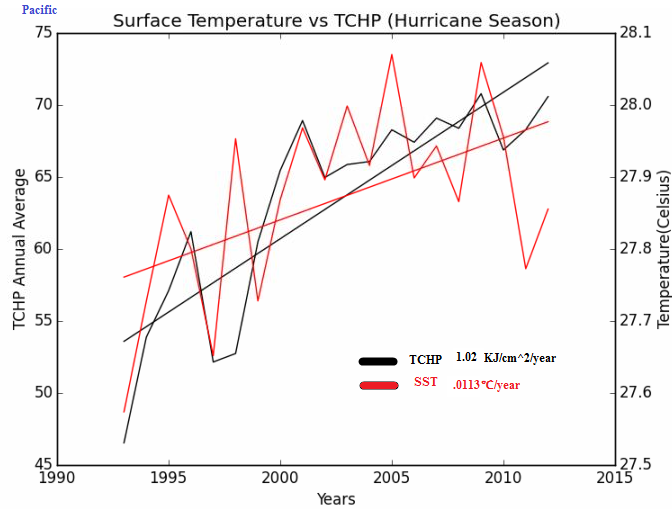 Pacific
Surface Temperature vs TCHP (Hurricane Season)
75
70
65
60
55
50
45
28.1
28.0
27.9
27.8
27.7
27.6
27.5
TCHP Annual Average
Temperature(Celsius)
TCHP 1.02 KJ/cm^2/year
SST .0113℃/year
1990 1995 2000 2005 2010 2015
Years